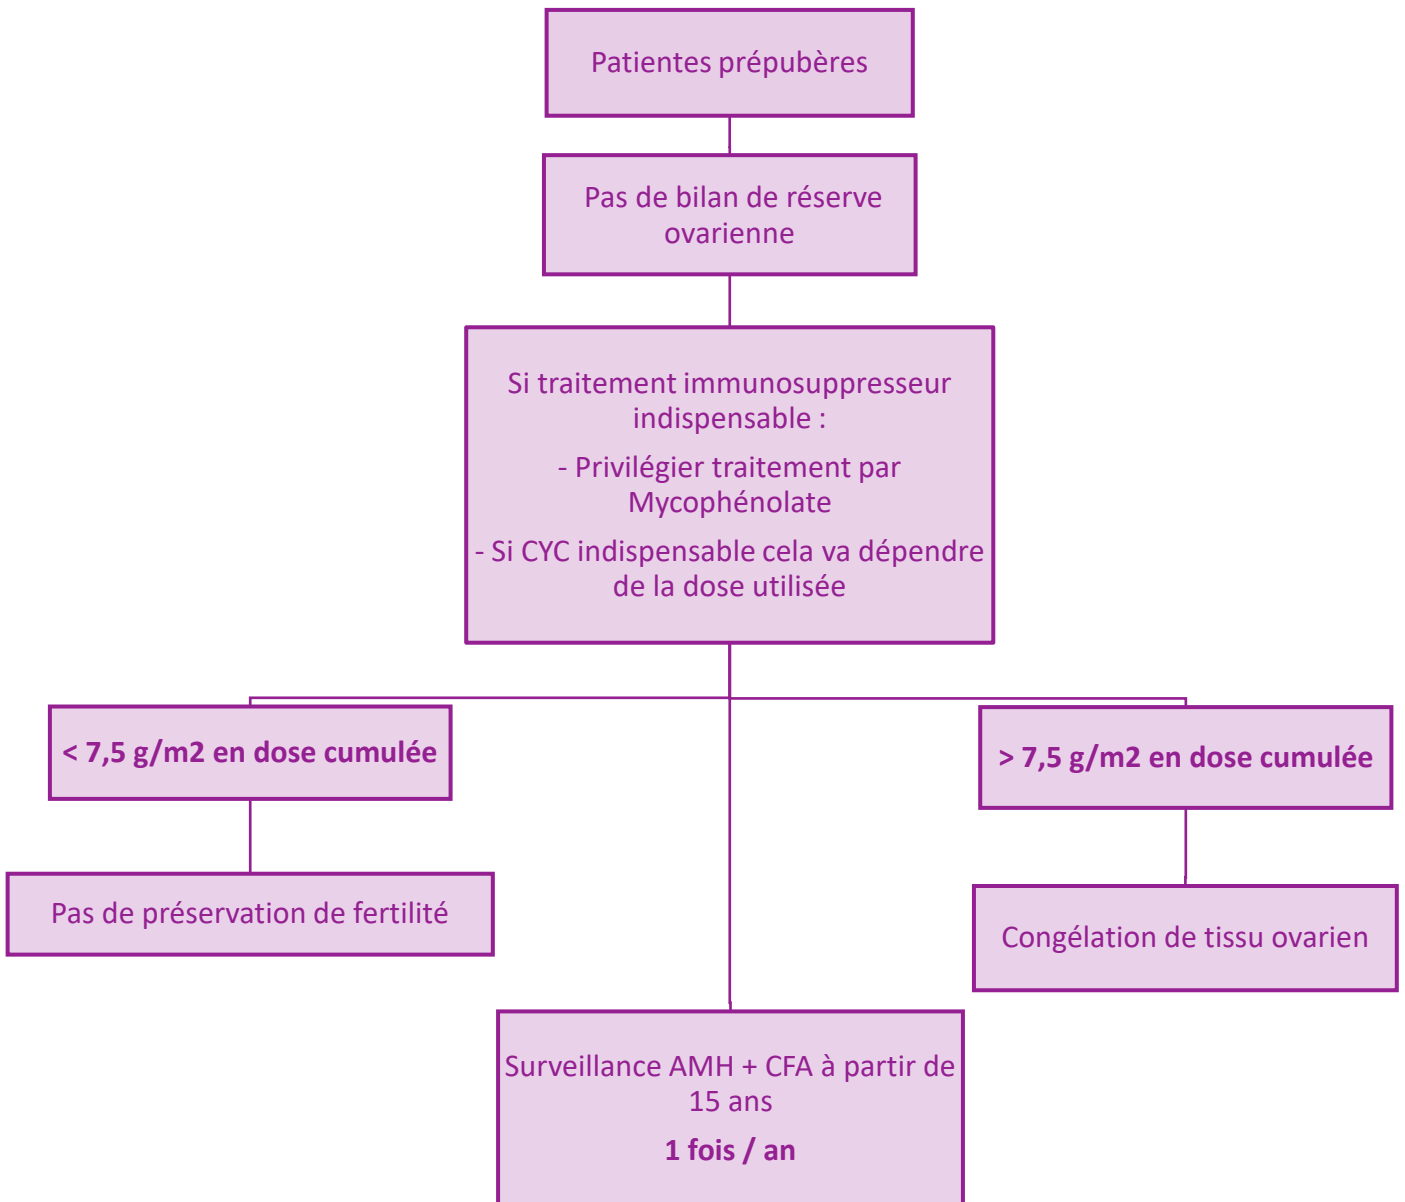 Patientes prépubères
Pas de bilan de réserve
ovarienne
Si traitement immunosuppresseur
indispensable :
- Privilégier traitement par
Mycophénolate
- Si CYC indispensable cela va dépendre
de la dose utilisée
< 7,5 g/m2 en dose cumulée
> 7,5 g/m2 en dose cumulée
Pas de préservation de fertilité
Congélation de tissu ovarien
Surveillance AMH + CFA à partir de
15 ans
1 fois / an